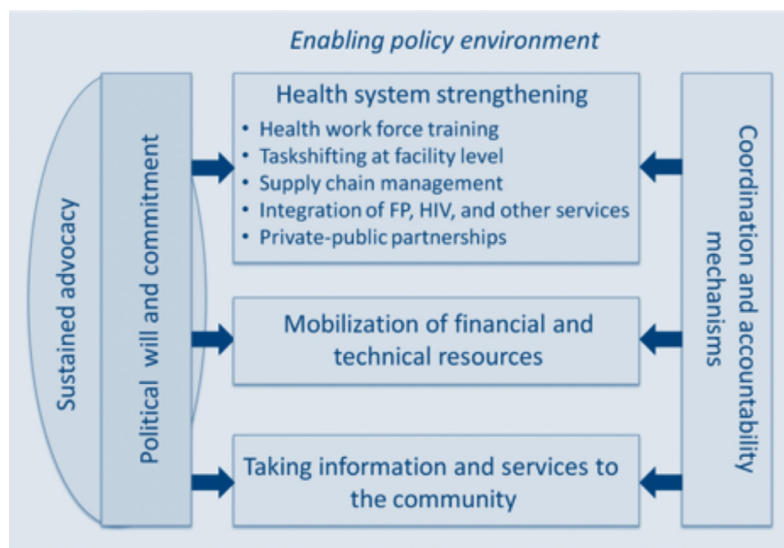 Enabling policy environment
Sustained advocacy
Political will and commitment
Health system strengthening
• Health work force training
• Taskshifting at facility level
• Supply chain management
• Integration of FP, HIV, and other services
• Private-public partnerships
Mobilization of financial and
technical resources
Taking information and services to
the community
Coordination and accountability
mechanisms